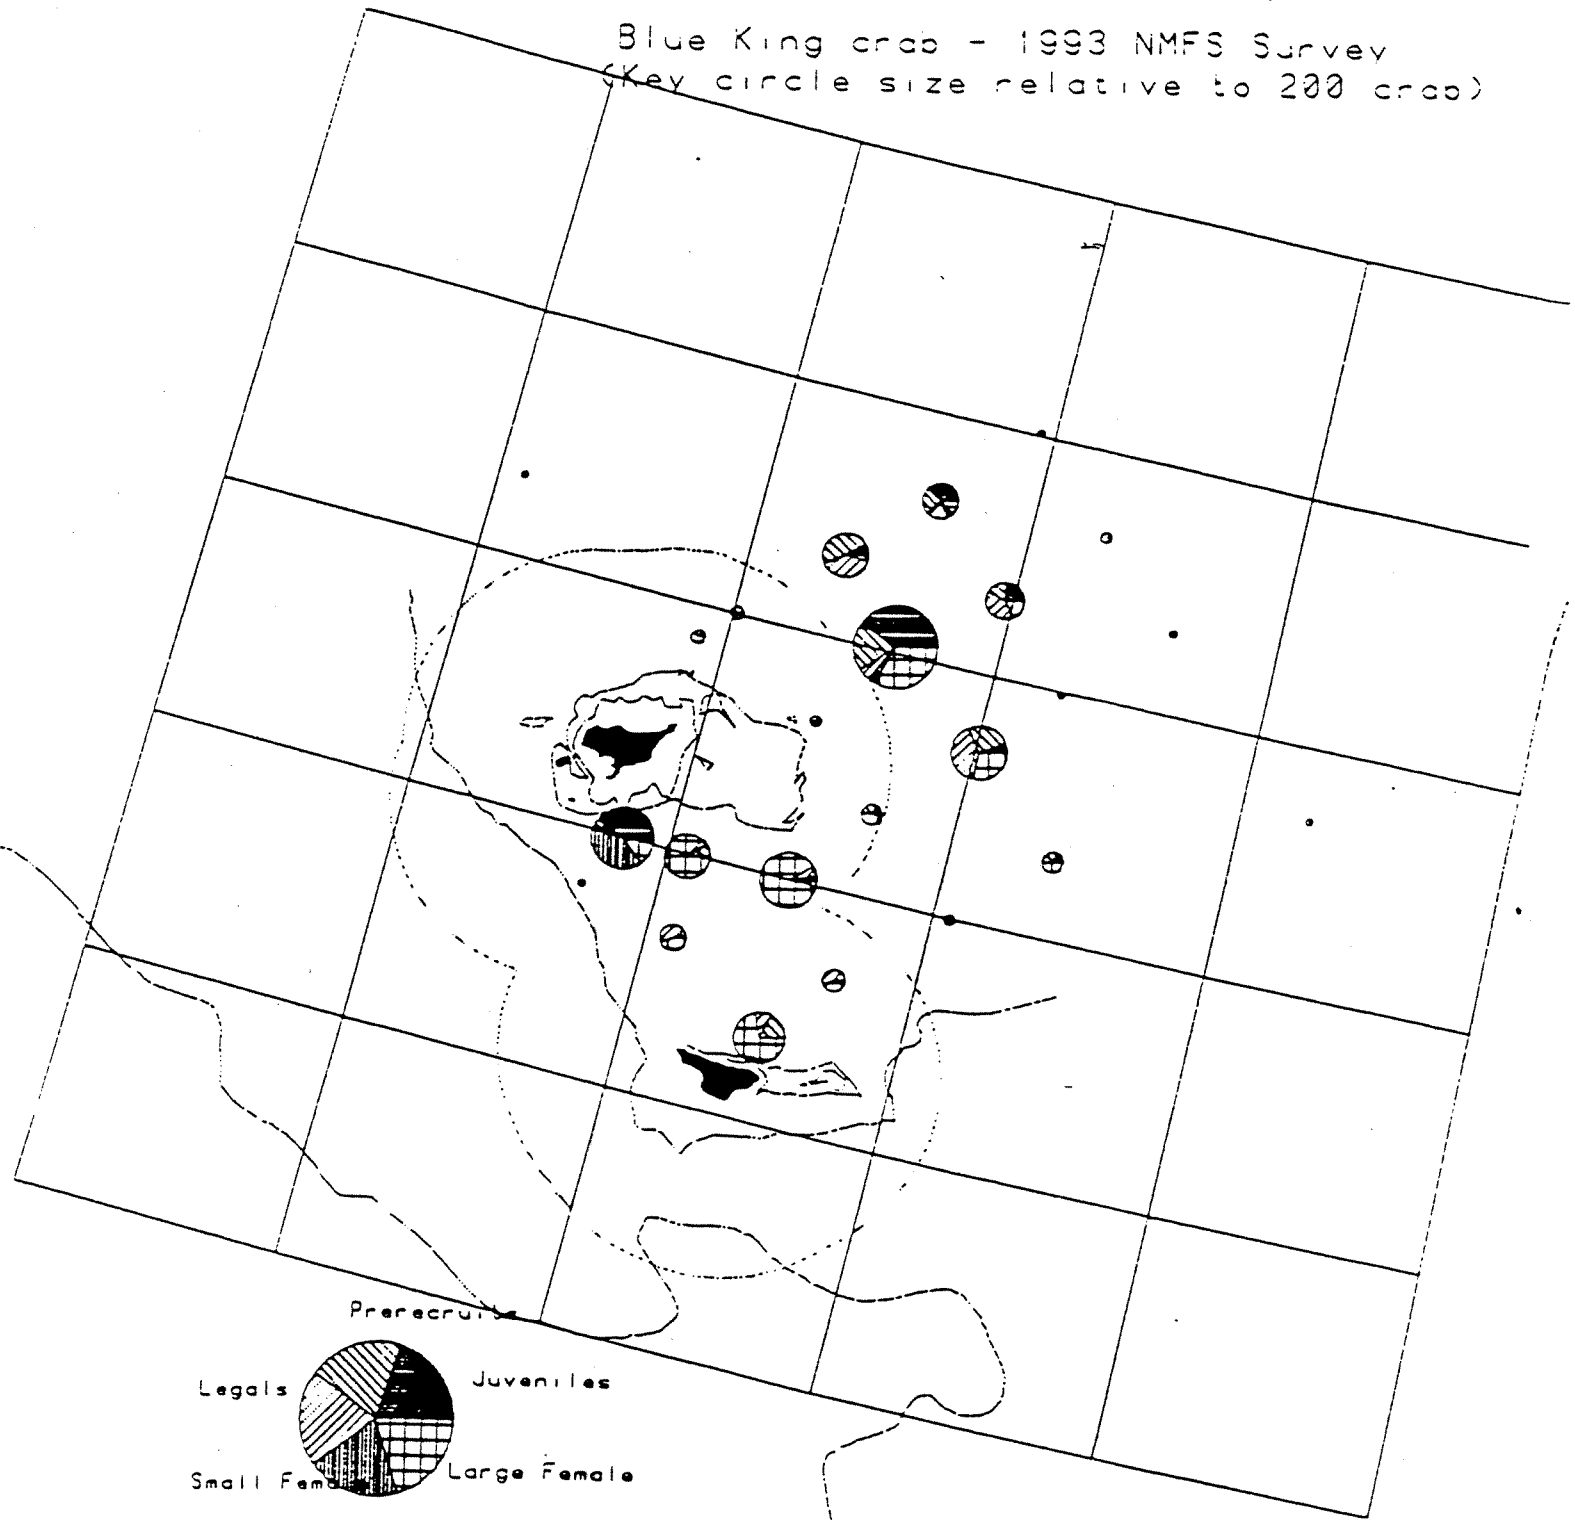 Blue King crab - 1993 NMFS Survey
(Key circle size relative to 200 crab)
Prerecruits
Legals
Juveniles
Small Fema
Large Female